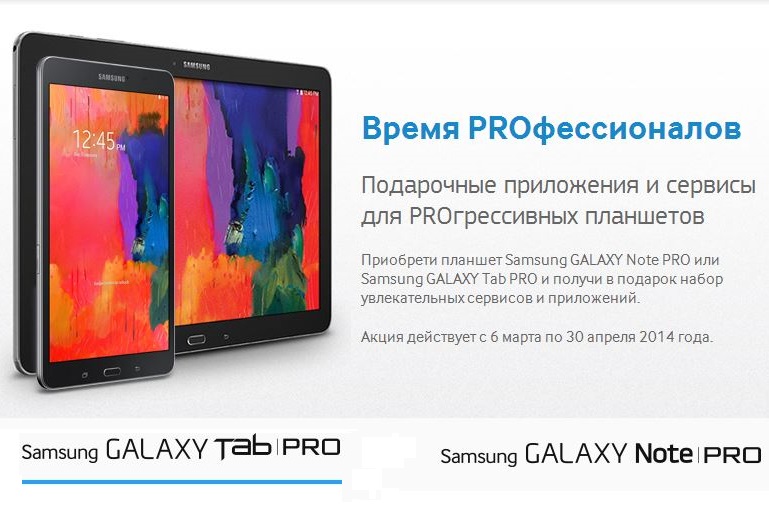 SAMSUNG
SAMSUNG
12:45 PM
Время PROфессионалов
Подарочные приложения и сервисы
для PROгрессивных планшетов
Приобрети планшет Samsung GALAXY Note PRO или
Samsung GALAXY Tab PRO и получи в подарок набор
увлекательных сервисов и приложений.
Акция действует с 6 марта по 30 апреля 2014 года.
Samsung GALAXY Tab|PRO
Samsung GALAXY Note|PRO